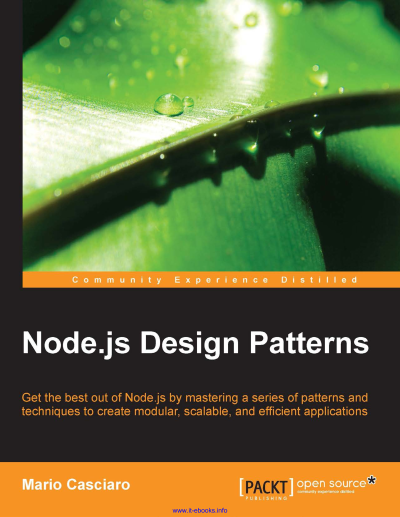 Community Experience Distilled
Node.js Design Patterns
Get the best out of Node.js by mastering a series of patterns and
techniques to create modular, scalable, and efficient applications
Mario Casciaro
[PACKT] open source*
PUBLISHING community experience distilled
www.it-ebooks.info